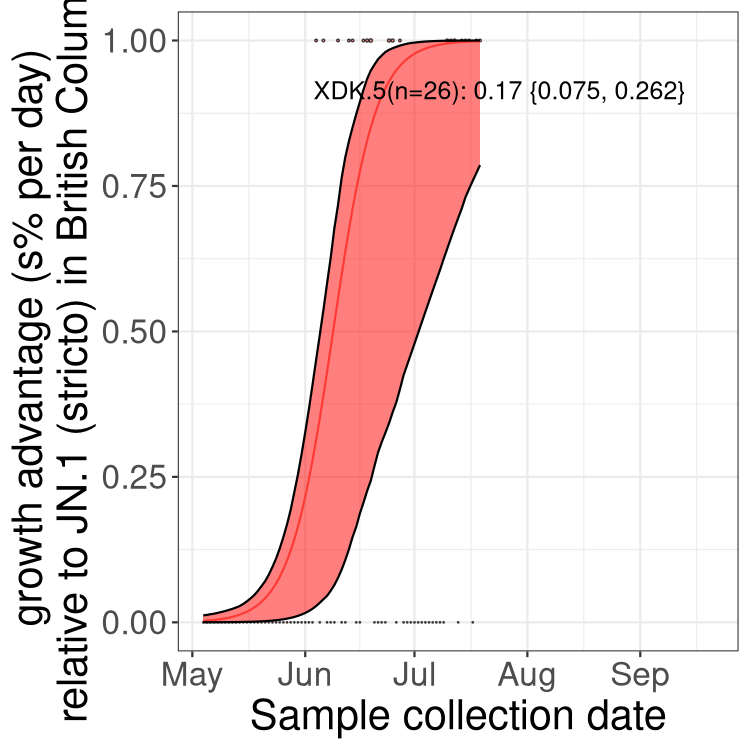 growth advantage (s% per day)
relative to JN.1 (stricto) in British Colum
1.00
0.75
0.50
0.25
0.00
XDK.5(n=26): 0.17 {0.075, 0.262}
May Jun Jul Aug Sep
Sample collection date